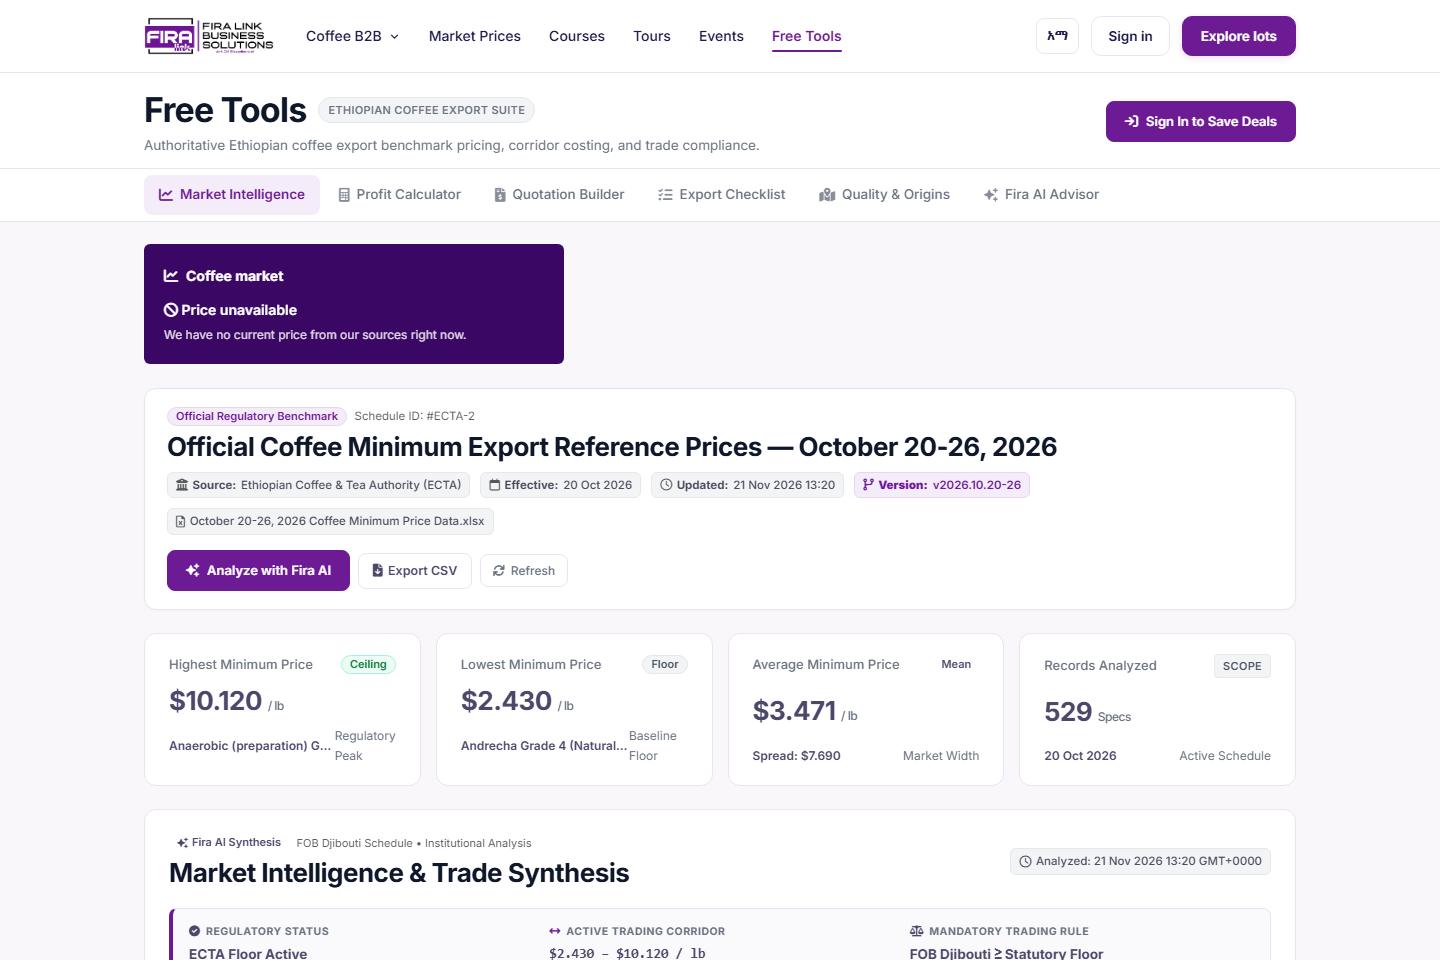 FIRA
link
FIRA LINK
BUSINESS
SOLUTIONS
Coffee B2B
Market Prices
Courses
Tours
Events
Free Tools
አማ
Sign in
Explore lots
Free Tools
ETHIOPIAN COFFEE EXPORT SUITE
Authoritative Ethiopian coffee export benchmark pricing, corridor costing, and trade compliance.
Sign In to Save Deals
Market Intelligence
Profit Calculator
Quotation Builder
Export Checklist
Quality & Origins
Fira AI Advisor
Coffee market
Price unavailable
We have no current price from our sources right now.
Official Regulatory Benchmark
Schedule ID: #ECTA-2
Official Coffee Minimum Export Reference Prices — October 20-26, 2026
Source: Ethiopian Coffee & Tea Authority (ECTA)
Effective: 20 Oct 2026
Updated: 21 Nov 2026 13:20
Version: v2026.10.20-26
October 20-26, 2026 Coffee Minimum Price Data.xlsx
Analyze with Fira AI
Export CSV
Refresh
Highest Minimum Price
Ceiling
$10.120 / lb
Anaerobic (preparation) G...
Regulatory
Peak
Lowest Minimum Price
Floor
$2.430 / lb
Andrecha Grade 4 (Natural...
Baseline
Floor
Average Minimum Price
Mean
$3.471 / lb
Spread: $7.690
Market Width
Records Analyzed
SCOPE
529 Specs
20 Oct 2026
Active Schedule
Fira AI Synthesis
FOB Djibouti Schedule • Institutional Analysis
Market Intelligence & Trade Synthesis
Analyzed: 21 Nov 2026 13:20 GMT+0000
REGULATORY STATUS
ECTA Floor Active
ACTIVE TRADING CORRIDOR
$2.430 – $10.120 / lb
MANDATORY TRADING RULE
FOB Djibouti ≥ Statutory Floor